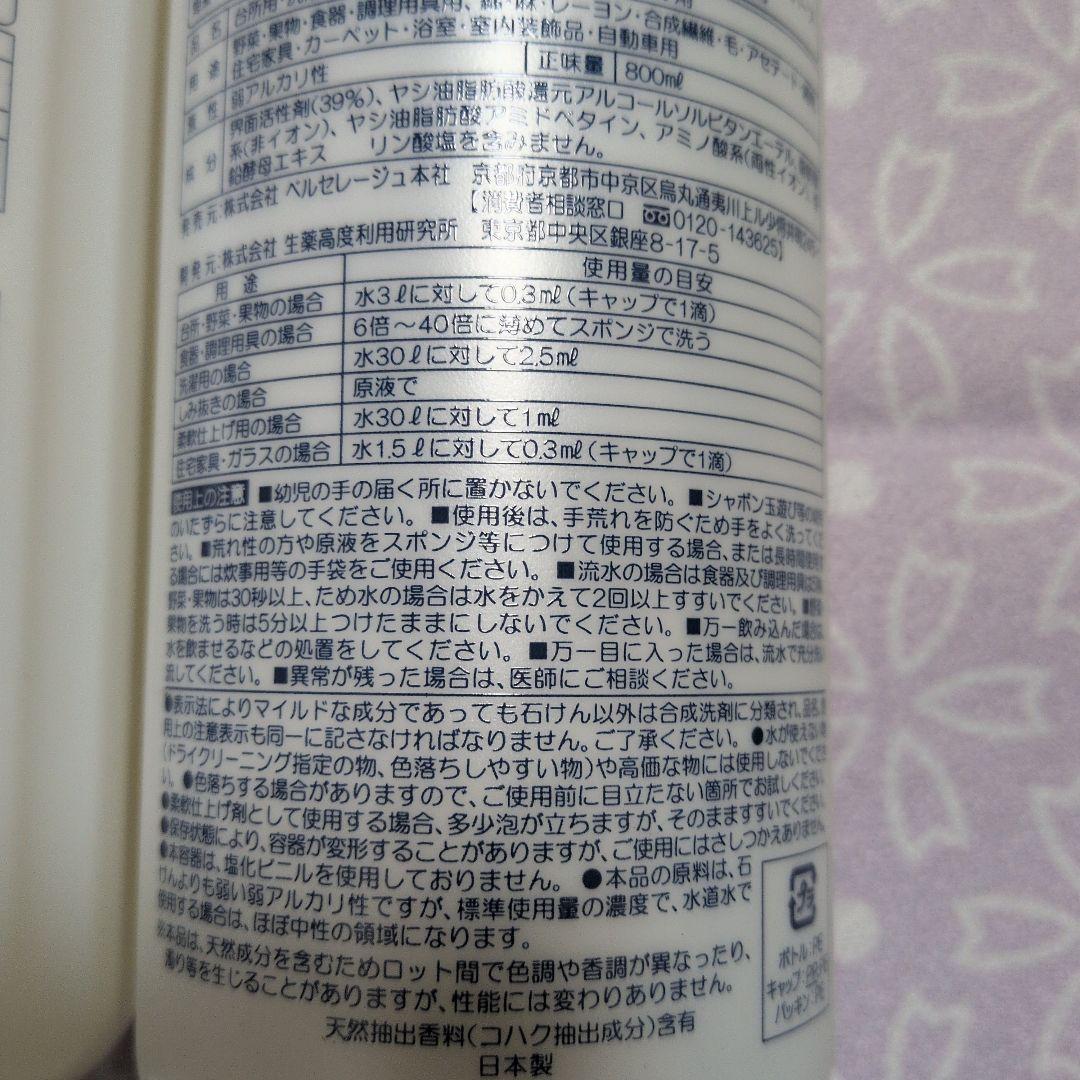 品名 台所用・
用途 野菜・果物・食器・調理用具用、綿・麻・レーヨン・合成繊維・毛・アセテート・
住宅家具・カーペット・浴室・室内装飾品・自動車用
液性 弱アルカリ性 正味量 800ml
成分 界面活性剤(39%)、ヤシ油脂肪酸還元アルコールソルビタンエーテル、
系(非イオン)、ヤシ油脂肪酸アミドベタイン、アミノ酸系(両性イオン)、
鉛酵母エキス リン酸塩を含みません。
発売元:株式会社 ペルセレージュ本社 京都府京都市中京区烏丸通夷川上ル少将井町
【消費者相談窓口 0120-143625】
開発元:株式会社 生薬高度利用研究所 東京都中央区銀座8-17-5
用途 使用量の目安
台所・野菜・果物の場合 水3ℓに対して0.3㎖(キャップで1滴)
食器・調理用具の場合 6倍〜40倍に薄めてスポンジで洗う
洗濯用の場合 水30ℓに対して2.5㎖
しみ抜きの場合 原液で
柔軟仕上げ用の場合 水30ℓに対して1㎖
住宅家具・ガラスの場合 水1.5ℓに対して0.3㎖(キャップで1滴)
使用上の注意 ■幼児の手の届く所に置かないでください。■シャボン玉遊び等の
のいたずらに注意してください。■使用後は、手荒れを防ぐため手をよく洗ってくだ
さい。■荒れ性の方や原液をスポンジ等につけて使用する場合、または長時間使用す
る場合には炊事用等の手袋をご使用ください。■流水の場合は食器及び調理用具は
野菜・果物は30秒以上、ため水の場合は水をかえて2回以上すすいでください。■野菜
果物を洗う時は5分以上つけたままにしないでください。■万一飲み込んだ場合は、
水を飲ませるなどの処置をしてください。■万一目に入った場合は、流水で充分洗い
流してください。■異常が残った場合は、医師にご相談ください。
●表示法によりマイルドな成分であっても石けん以外は合成洗剤に分類され、品名、使
用上の注意表示も同一に記さなければなりません。ご了承ください。●水が使えない物
(ドライクリーニング指定の物、色落ちしやすい物)や高価な物には使用しないでくださ
い。●色落ちする場合がありますので、ご使用前に目立たない箇所でお試しください。
●柔軟仕上げ剤として使用する場合、多少泡が立ちますが、そのまますすいでください。
●保存状態により、容器が変形することがありますが、ご使用にはさしつかえありません。
●本容器は、塩化ビニルを使用しておりません。●本品の原料は、石
けんよりも弱い弱アルカリ性ですが、標準使用量の濃度で、水道水で
使用する場合は、ほぼ中性の領域になります。
※本品は、天然成分を含むためロット間で色調や香調が異なったり、
濁り等を生じることがありますが、性能には変わりありません。
天然抽出香料(コハク抽出成分)含有
日本製
プラ
ボトル:PE
キャップ:PP,PE
パッキン:PE